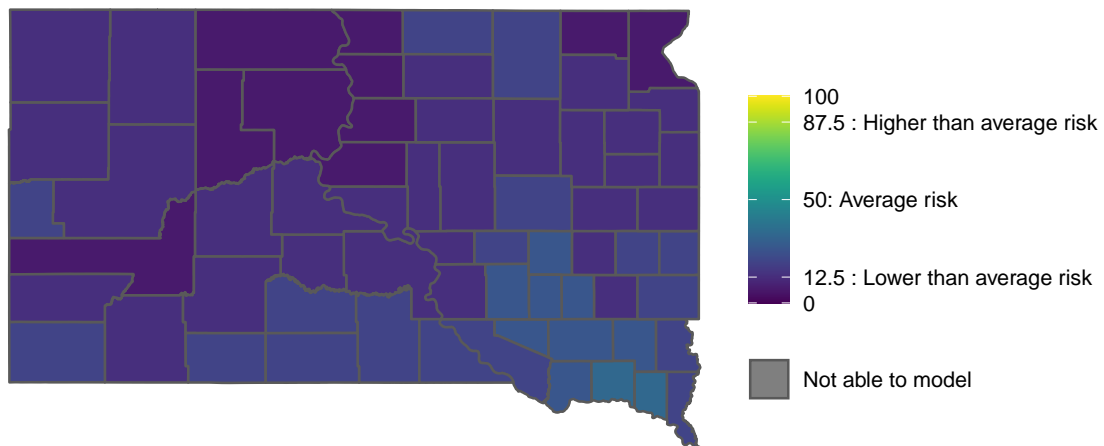 100
87.5 : Higher than average risk
50: Average risk
12.5 : Lower than average risk
0
Not able to model